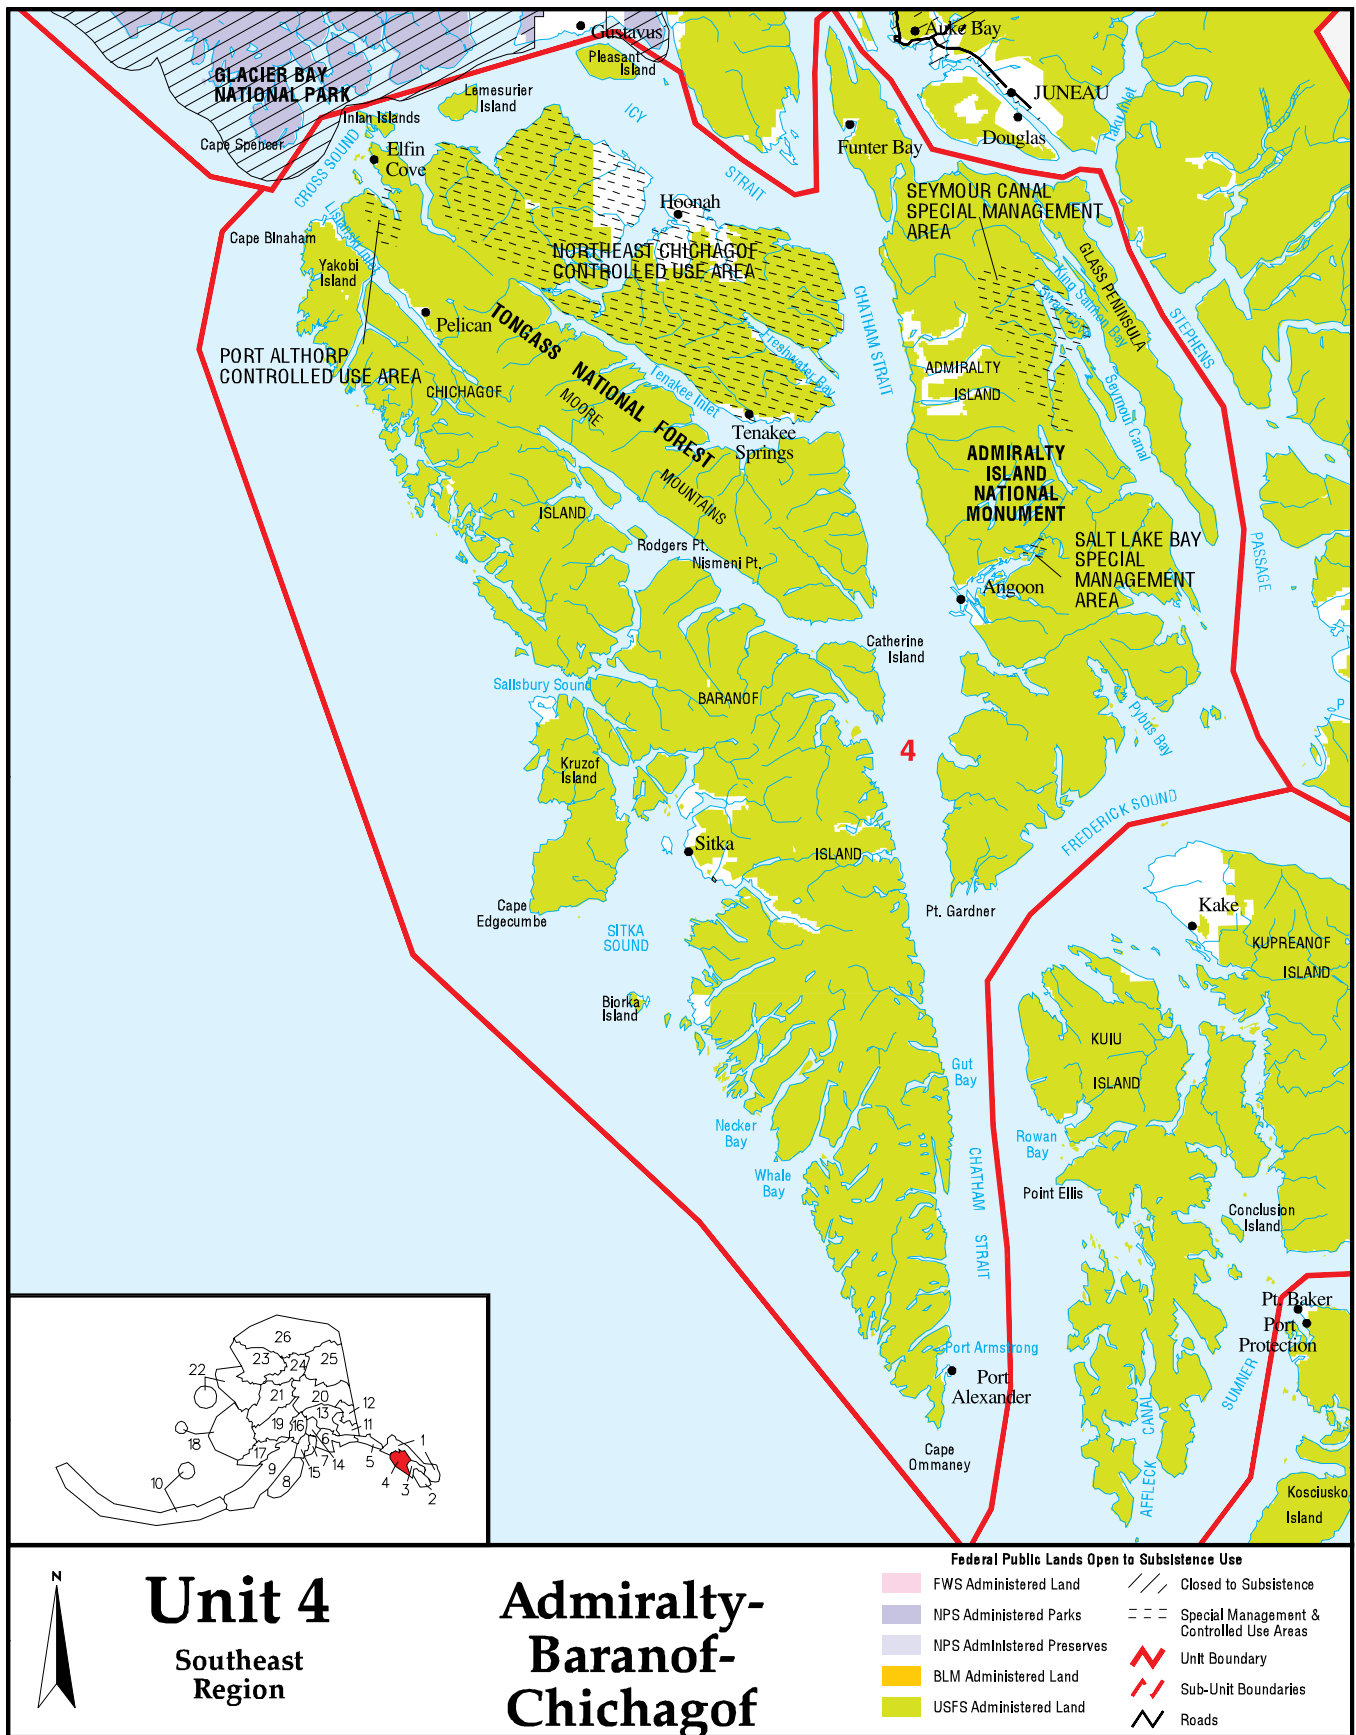 Gustavus
Pleasant
Island
GLACIER BAY
NATIONAL PARK
Lemesurier
Island
Inian Islands
Cape Spencer
CROSS SOUND
Elfin
Cove
ICY
STRAIT
Auke Bay
JUNEAU
Douglas
Taku Inlet
Funter Bay
Hoonah
SEYMOUR CANAL
SPECIAL MANAGEMENT
AREA
Lisianski Inlet
Cape Binaham
Yakobi
Island
NORTHEAST CHICHAGOF
CONTROLLED USE AREA
GLASS PENINSULA
King Salmon Bay
Swan Cove
Pelican
TONGASS NATIONAL FOREST
CHATHAM STRAIT
STEPHENS
PASSAGE
PORT ALTHORP
CONTROLLED USE AREA
Freshwater Bay
Tenakee Inlet
ADMIRALTY
ISLAND
CHICHAGOF
MOORE
MOUNTAINS
Seymour Canal
Tenakee
Springs
ADMIRALTY
ISLAND
NATIONAL
MONUMENT
ISLAND
Rodgers Pt.
Nismeni Pt.
SALT LAKE BAY
SPECIAL
MANAGEMENT
AREA
Angoon
Catherine
Island
Salisbury Sound
BARANOF
Pybus Bay
P
4
Kruzof
Island
FREDERICK SOUND
Sitka
ISLAND
Cape
Edgecumbe
Pt. Gardner
Kake
SITKA
SOUND
KUPREANOF
ISLAND
Biorka
Island
KUIU
ISLAND
Gut
Bay
Necker
Bay
Rowan
Bay
Whale
Bay
CHATHAM
STRAIT
Point Ellis
Conclusion
Island
Pt. Baker
Port
Protection
SUMNER
Port Armstrong
Port
Alexander
AFFLECK CANAL
Cape
Ommaney
Kosciusko
Island
26
23
24
25
22
21
20
12
13
19
16
11
18
6
17
1
9
7
14
5
15
10
8
4
3
2
N
Unit 4
Southeast
Region
Admiralty-
Baranof-
Chichagof
Federal Public Lands Open to Subsistence Use
FWS Administered Land
NPS Administered Parks
NPS Administered Preserves
BLM Administered Land
USFS Administered Land
Closed to Subsistence
Special Management &
Controlled Use Areas
Unit Boundary
Sub-Unit Boundaries
Roads